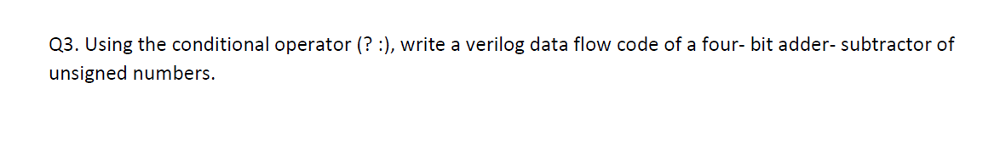 Q3. Using the conditional operator (? :), write a verilog data flow code of a four- bit adder- subtractor of
unsigned numbers.